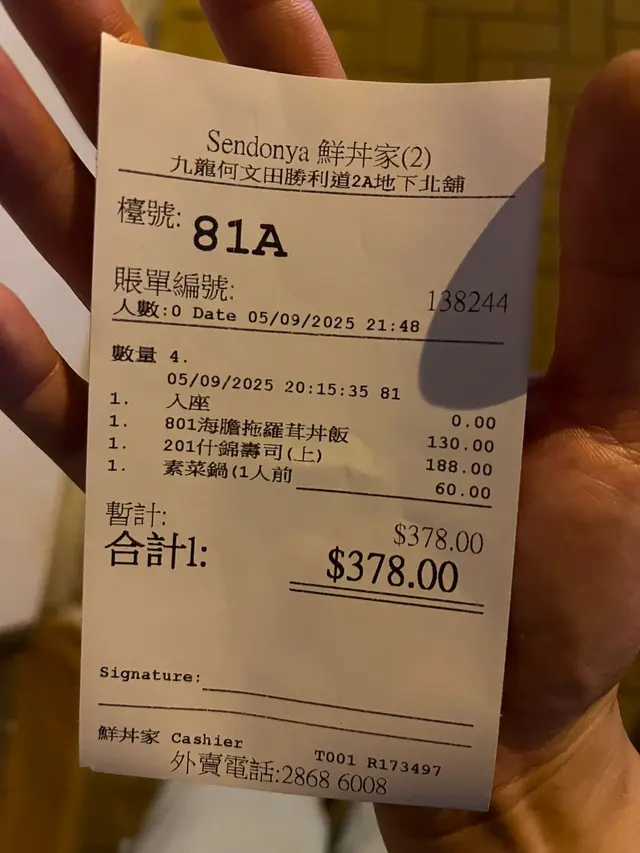 Sendonya 鮮丼家(2)
九龍何文田勝利道2A地下北舖
檯號: 81A
賬單編號: 138244
人數:0 Date 05/09/2025 21:48
數量 4.
05/09/2025 20:15:35 81
1. 入座 0.00
1. 801海膽拖羅茸丼飯 130.00
1. 201什錦壽司(上) 188.00
1. 素菜鍋(1人前 60.00
暫計: $378.00
合計1: $378.00
Signature:
鮮丼家 Cashier T001 R173497
外賣電話:2868 6008